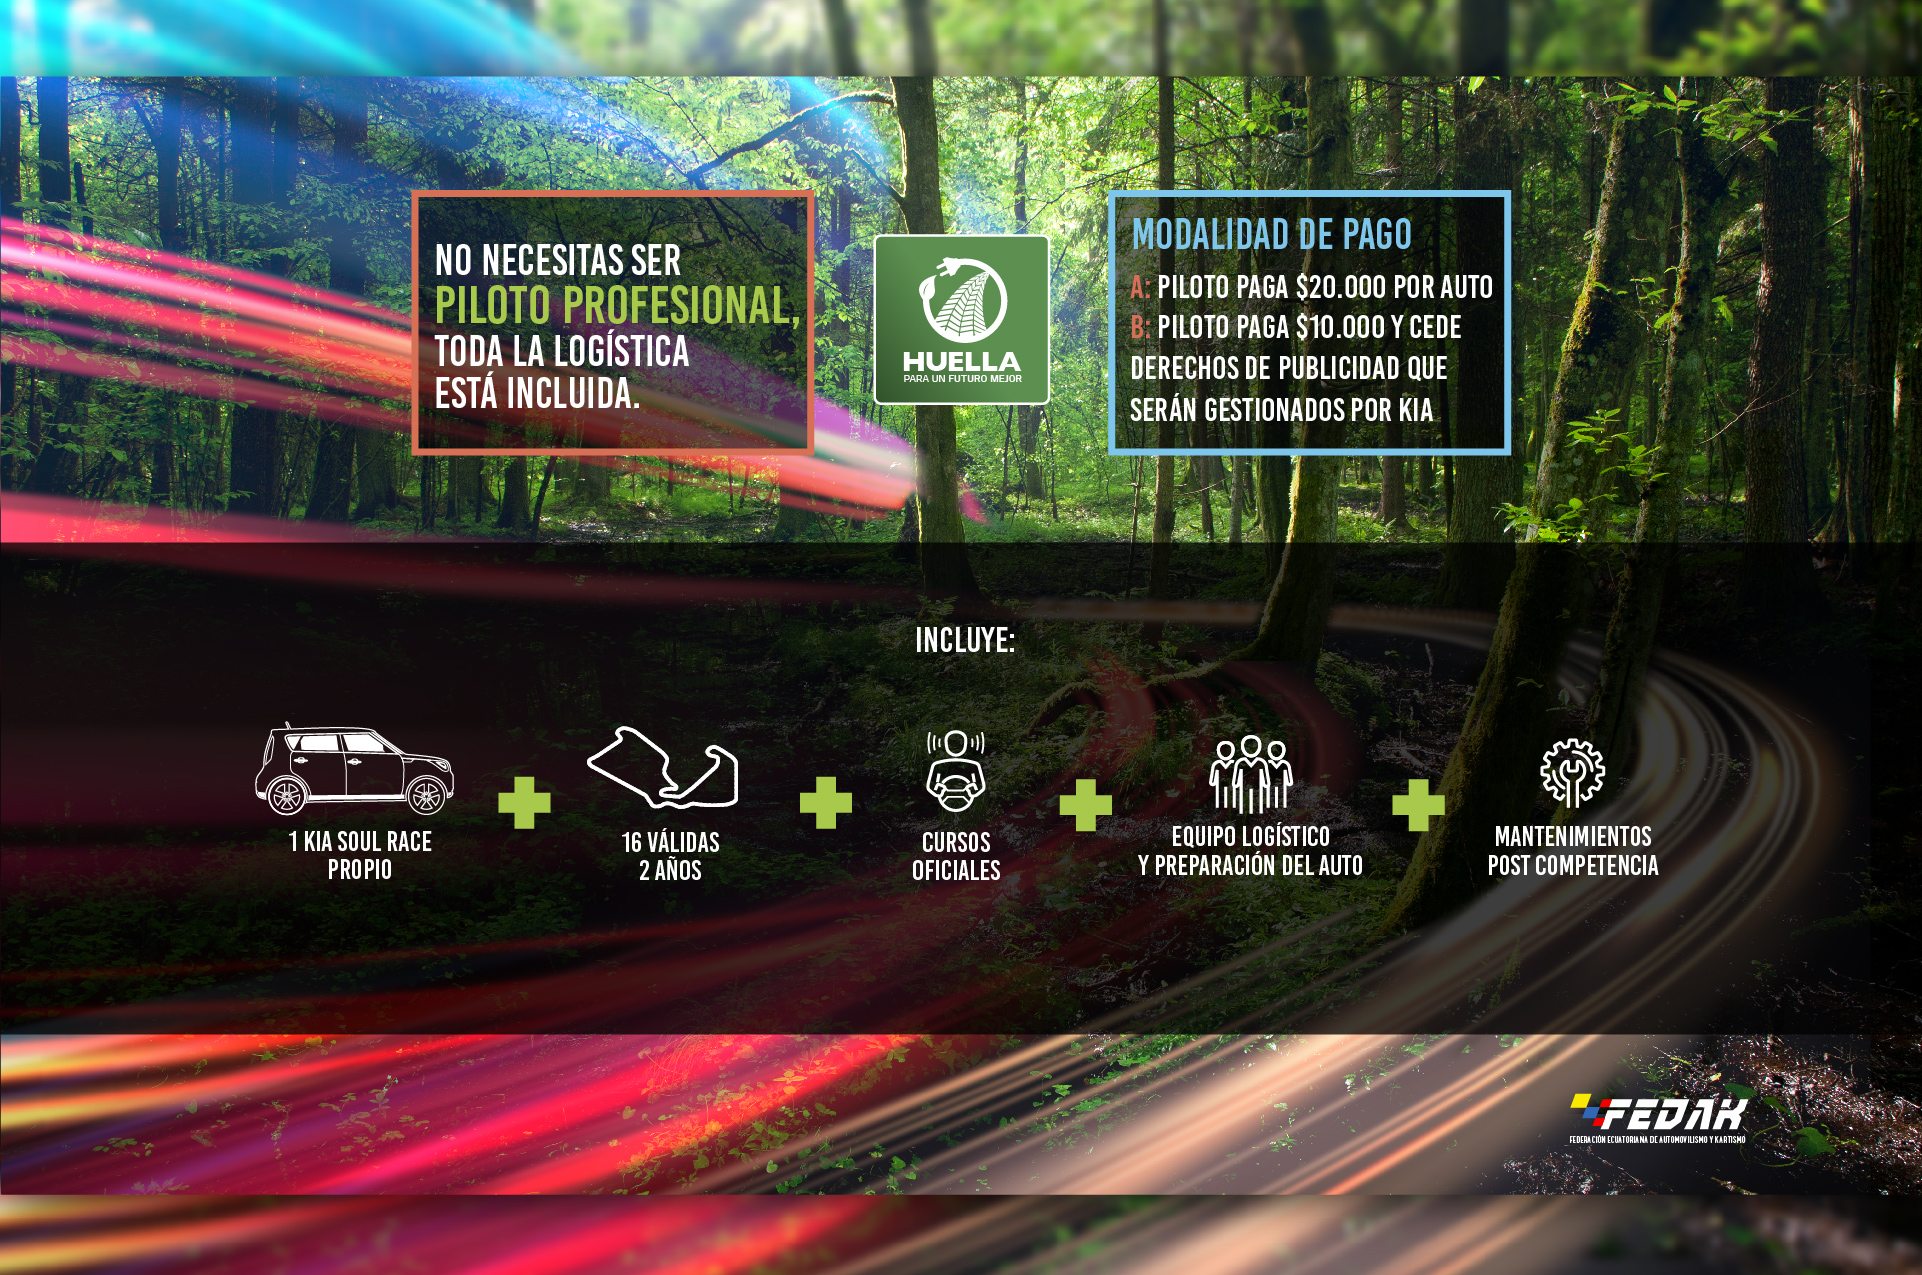 NO NECESITAS SER
PILOTO PROFESIONAL,
TODA LA LOGÍSTICA
ESTÁ INCLUIDA.
HUELLA
PARA UN FUTURO MEJOR
MODALIDAD DE PAGO
A: PILOTO PAGA $20.000 POR AUTO
B: PILOTO PAGA $10.000 Y CEDE
DERECHOS DE PUBLICIDAD QUE
SERÁN GESTIONADOS POR KIA
INCLUYE:
1 KIA SOUL RACE
PROPIO
16 VÁLIDAS
2 AÑOS
CURSOS
OFICIALES
EQUIPO LOGÍSTICO
Y PREPARACIÓN DEL AUTO
MANTENIMIENTOS
POST COMPETENCIA
FEDAK
FEDERACIÓN ECUATORIANA DE AUTOMOVILISMO Y KARTISMO